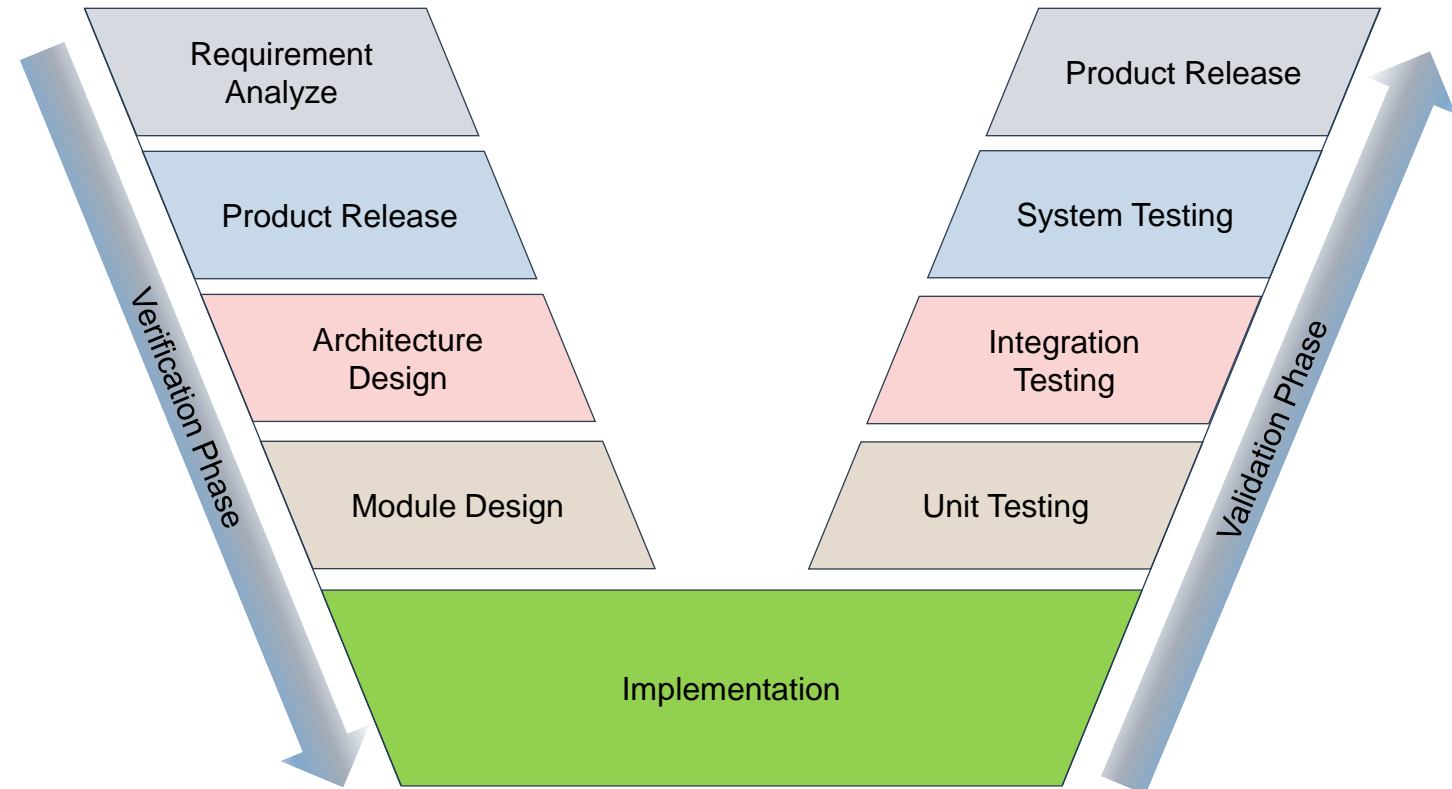 Requirement
Analyze
Product Release
Product Release
System Testing
Architecture
Design
Integration
Testing
Module Design
Unit Testing
Implementation
Verification Phase
Validation Phase